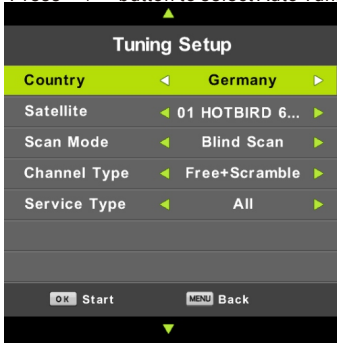 Tuning Setup
Country Germany
Satellite 01 HOTBIRD 6...
Scan Mode Blind Scan
Channel Type Free+Scramble
Service Type All
OK Start MENU Back